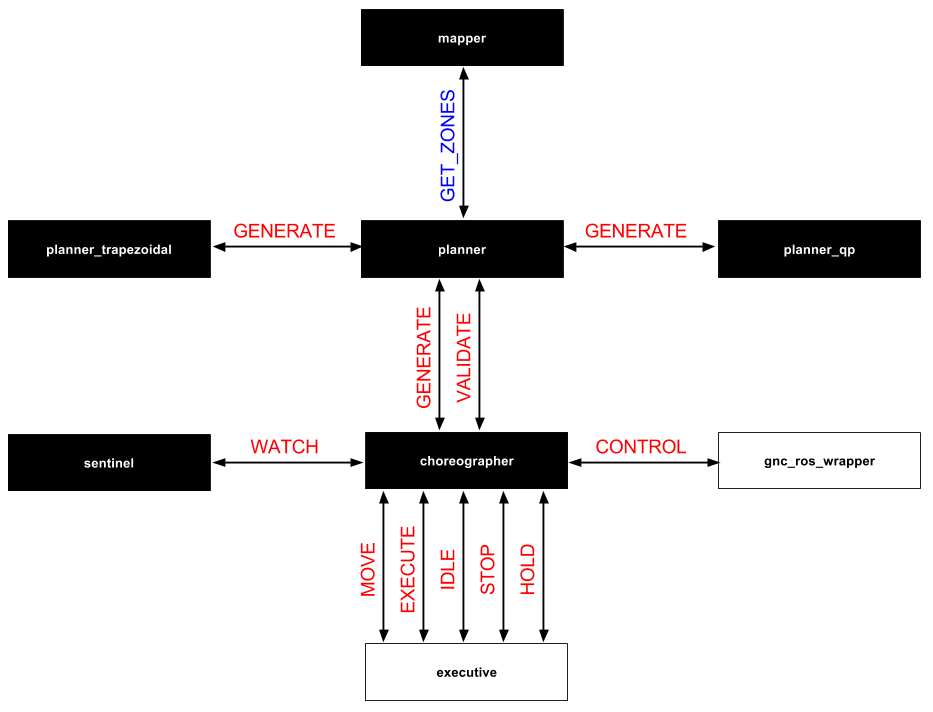 mapper
GET_ZONES
planner_trapezoidal
GENERATE
planner
GENERATE
planner_qp
GENERATE
VALIDATE
sentinel
WATCH
choreographer
CONTROL
gnc_ros_wrapper
MOVE
EXECUTE
IDLE
STOP
HOLD
executive